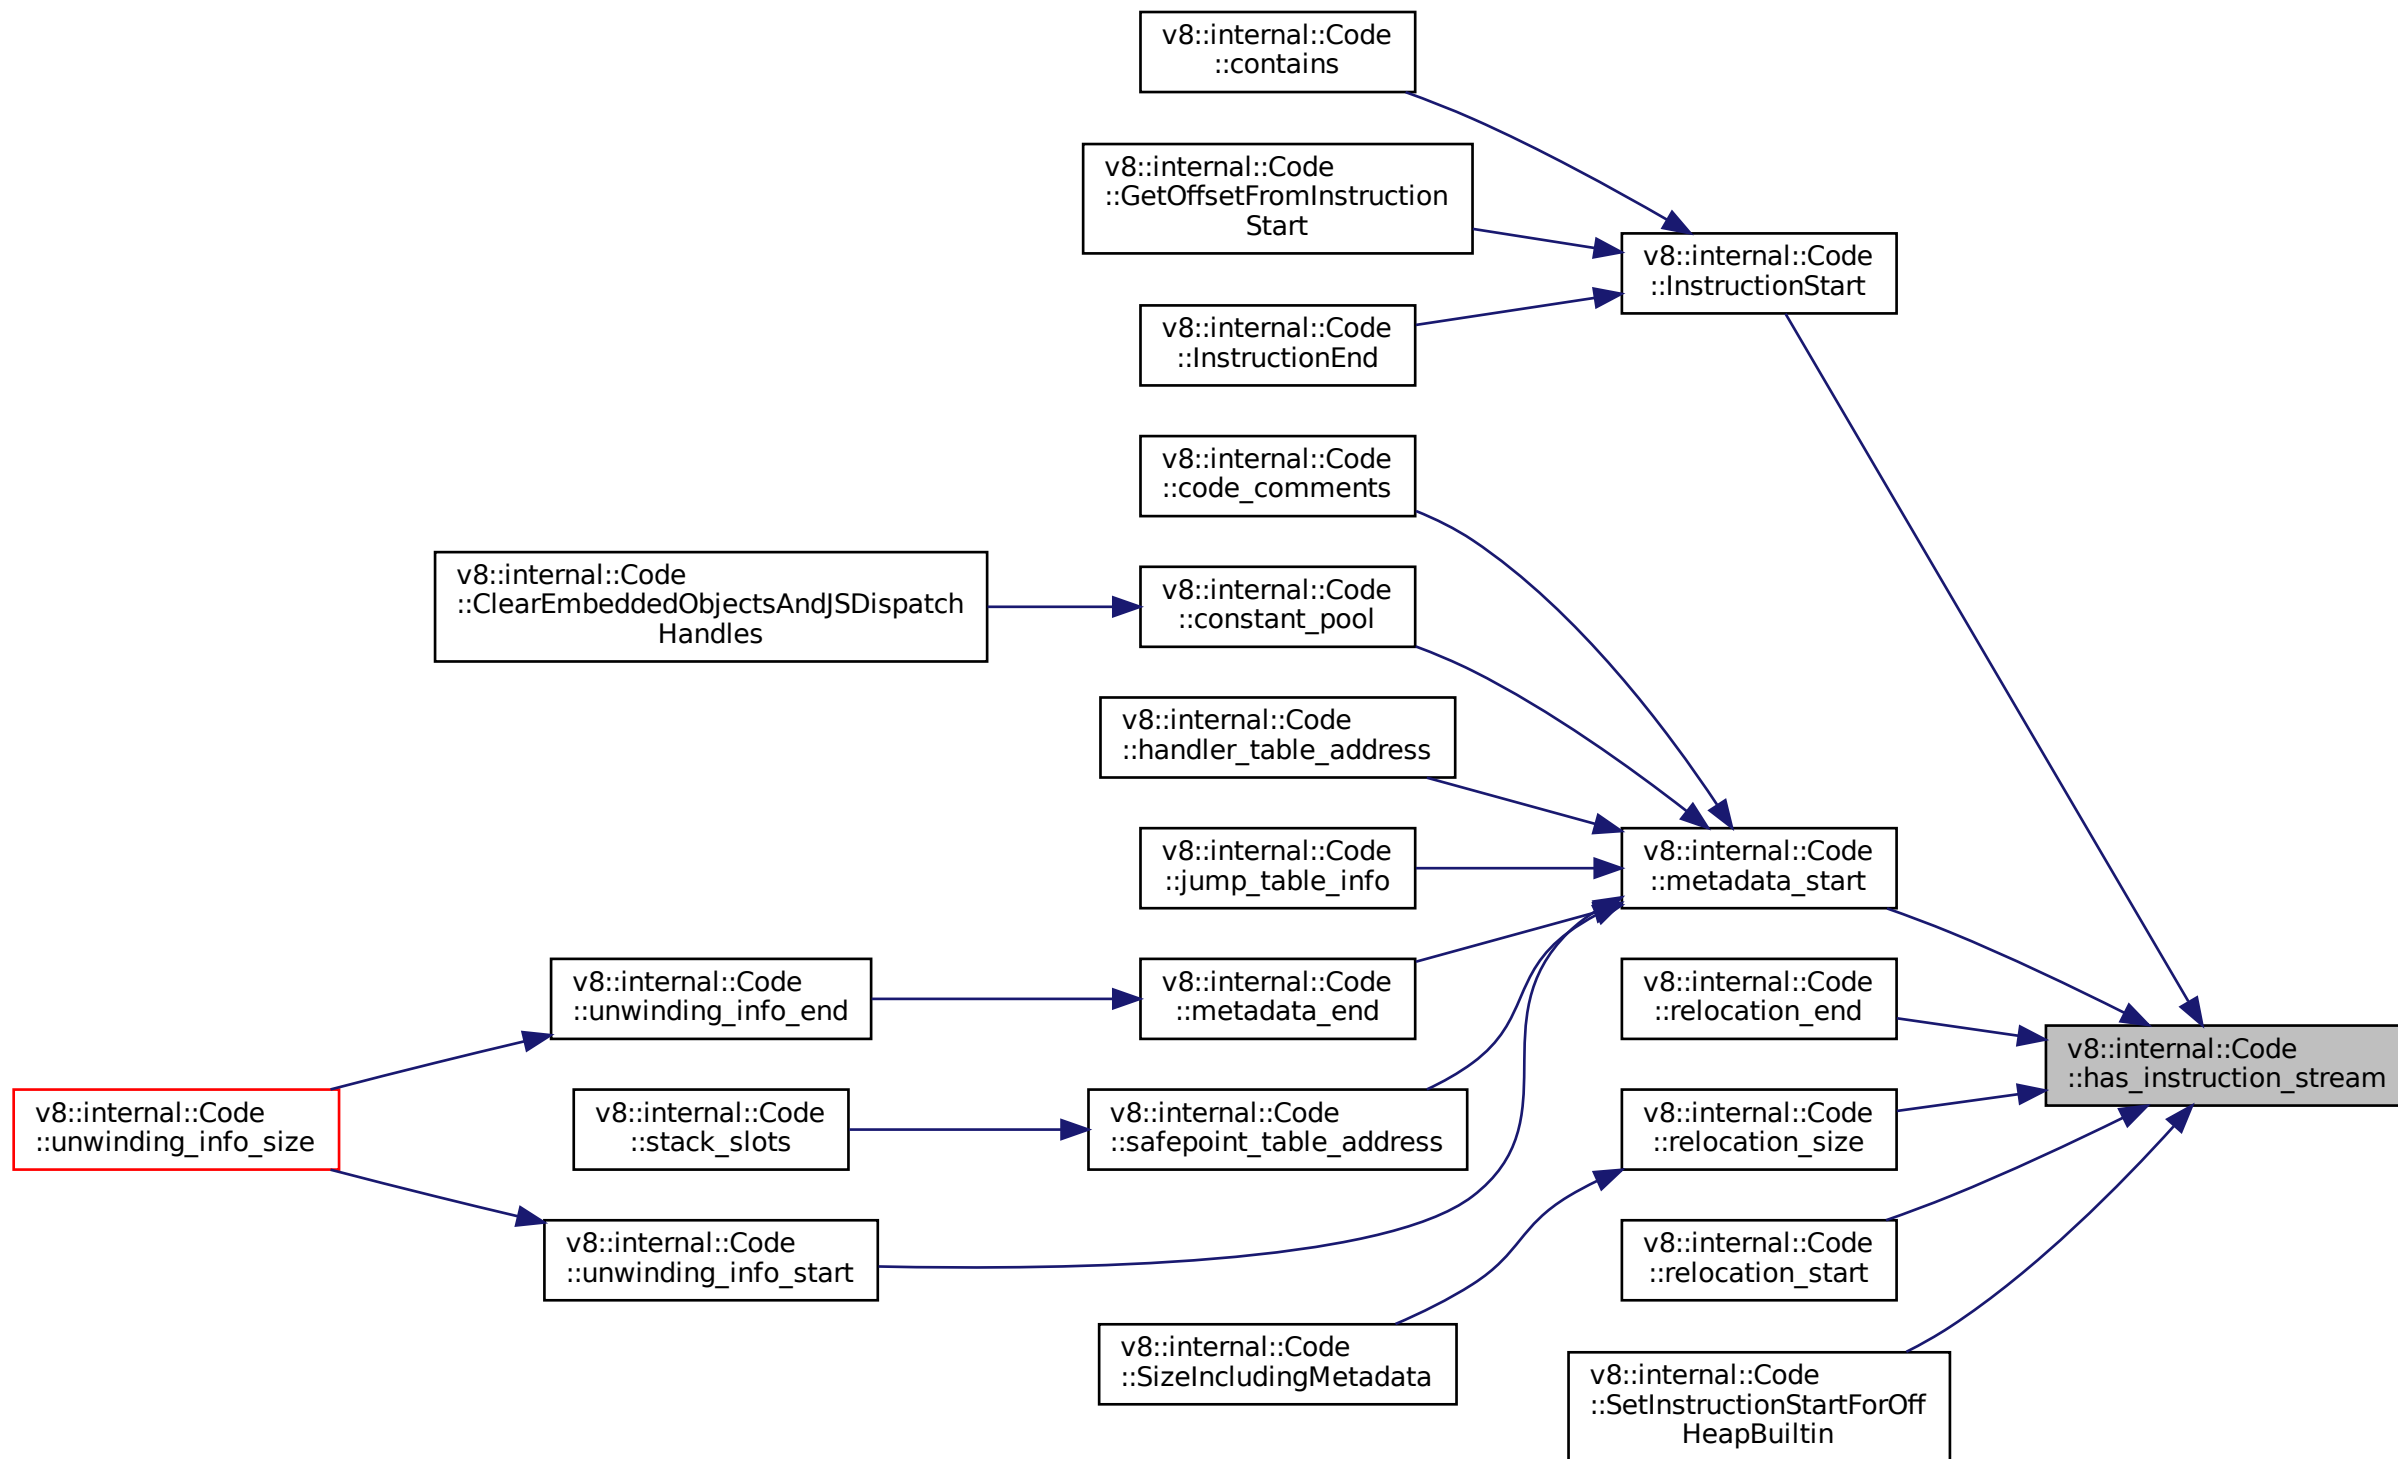 v8::internal::Code
::contains
v8::internal::Code
::GetOffsetFromInstruction
Start
v8::internal::Code
::InstructionStart
v8::internal::Code
::InstructionEnd
v8::internal::Code
::code_comments
v8::internal::Code
::ClearEmbeddedObjectsAndJSDispatch
Handles
v8::internal::Code
::constant_pool
v8::internal::Code
::handler_table_address
v8::internal::Code
::jump_table_info
v8::internal::Code
::metadata_start
v8::internal::Code
::unwinding_info_end
v8::internal::Code
::metadata_end
v8::internal::Code
::relocation_end
v8::internal::Code
::has_instruction_stream
v8::internal::Code
::unwinding_info_size
v8::internal::Code
::stack_slots
v8::internal::Code
::safepoint_table_address
v8::internal::Code
::relocation_size
v8::internal::Code
::unwinding_info_start
v8::internal::Code
::relocation_start
v8::internal::Code
::SizeIncludingMetadata
v8::internal::Code
::SetInstructionStartForOff
HeapBuiltin